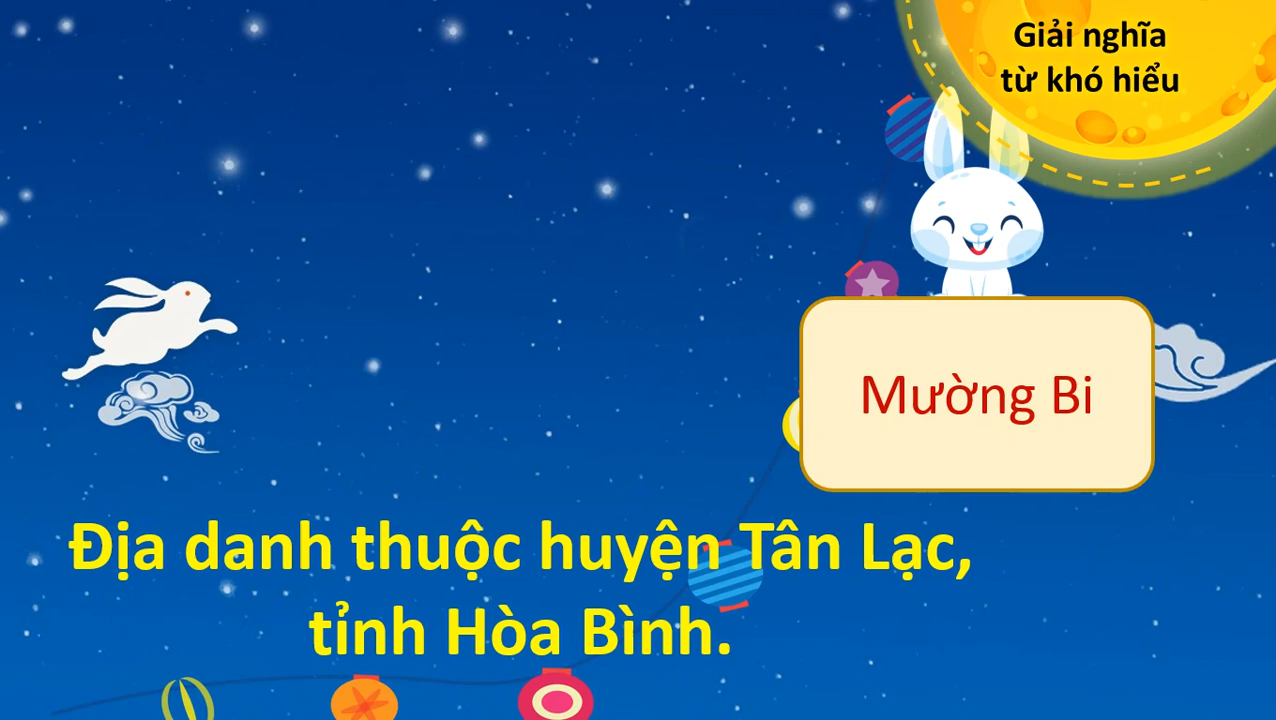 Giải nghĩa
từ khó hiểu
Mường Bi
Địa danh thuộc huyện Tân Lạc,
tỉnh Hòa Bình.